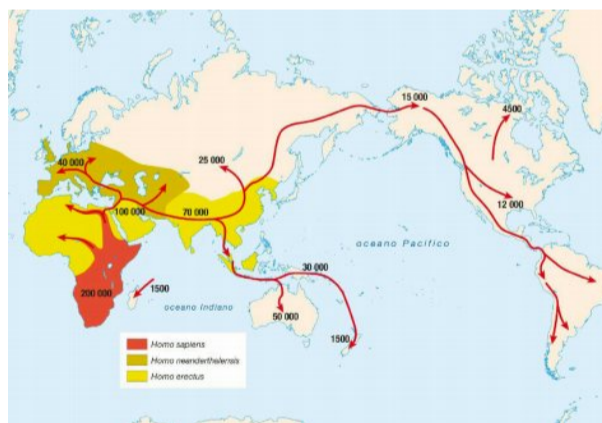 15 000
4500
40 000
25 000
12 000
100 000
70 000
oceano Pacifico
30 000
200 000
1500
oceano Indiano
50 000
1500
Homo sapiens
Homo neanderthalensis
Homo erectus